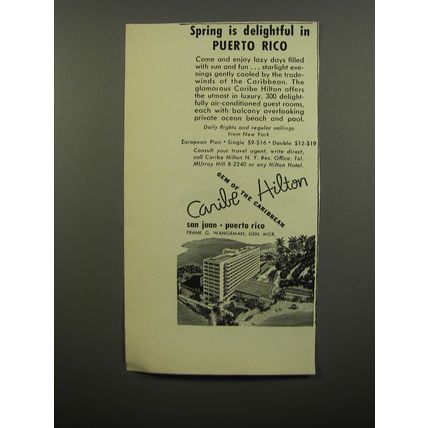 Spring is delightful in
PUERTO RICO
Come and enjoy lazy days filled
with sun and fun . . . starlight eve-
nings gently cooled by the trade-
winds of the Caribbean. The
glamorous Caribe Hilton offers
the utmost in luxury. 300 delight-
fully air-conditioned guest rooms,
each with balcony overlooking
private ocean beach and pool.
Daily flights and regular sailings
from New York
European Plan • Single $9-$16 • Double $12-$19
Consult your travel agent, write direct,
call Caribe Hilton N. Y. Res. Office: Tel.
MUrray Hill 8-2240 or any Hilton Hotel.
GEM OF THE CARIBBEAN
Caribe Hilton
san juan • puerto rico
FRANK G. WANGEMAN, GEN. MGR.